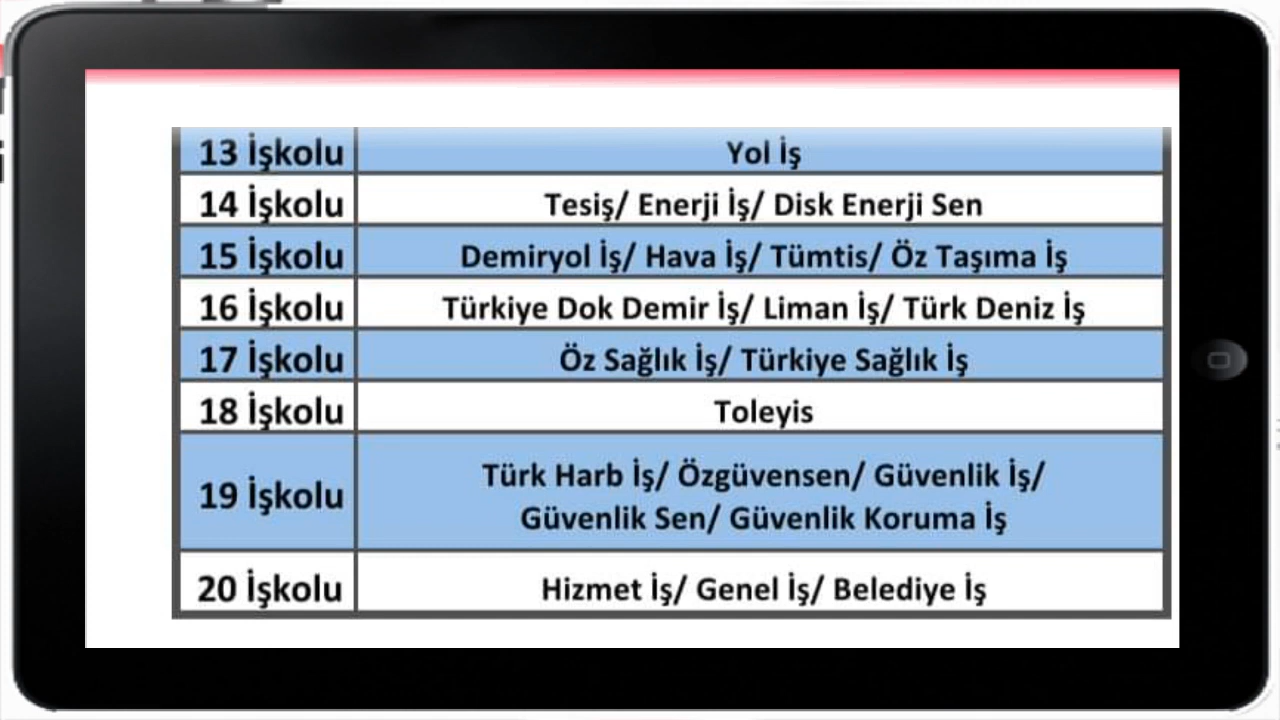 13 İşkolu Yol İş
14 İşkolu Tesiş/ Enerji İş/ Disk Enerji Sen
15 İşkolu Demiryol İş/ Hava İş/ Tümtis/ Öz Taşıma İş
16 İşkolu Türkiye Dok Demir İş/ Liman İş/ Türk Deniz İş
17 İşkolu Öz Sağlık İş/ Türkiye Sağlık İş
18 İşkolu Toleyis
19 İşkolu Türk Harb İş/ Özgüvensen/ Güvenlik İş/
Güvenlik Sen/ Güvenlik Koruma İş
20 İşkolu Hizmet İş/ Genel İş/ Belediye İş